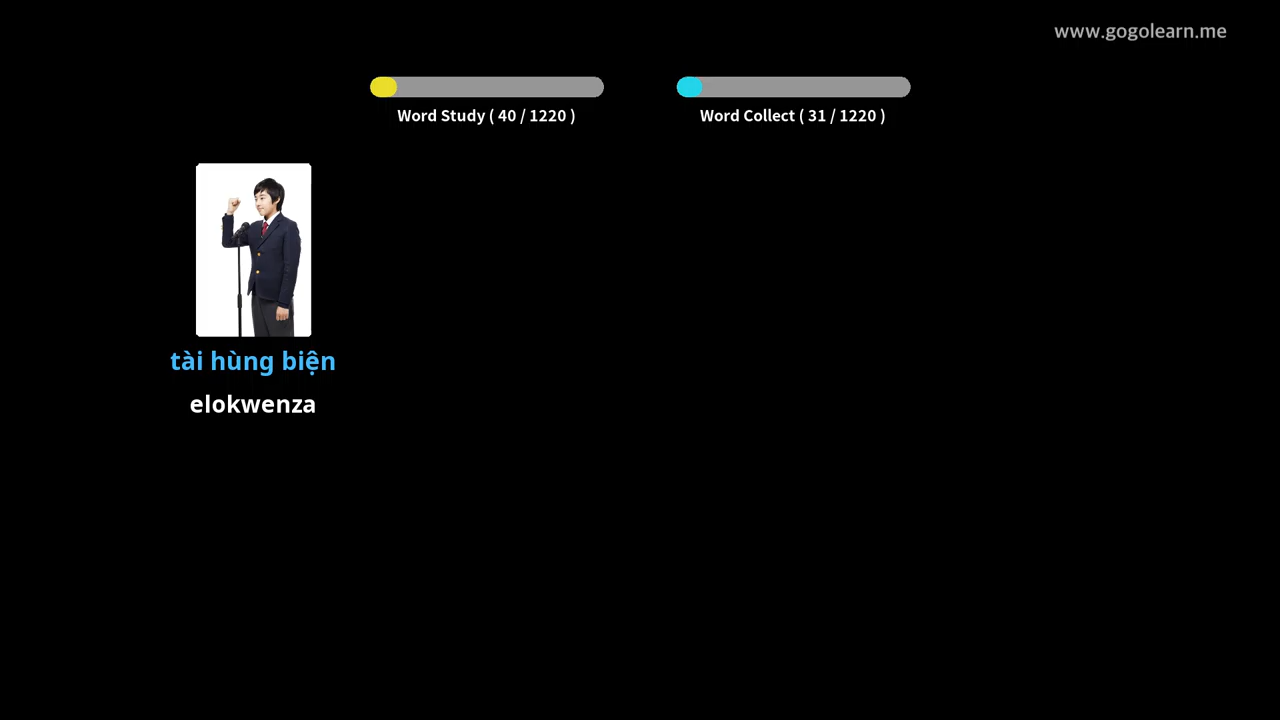 www.gogolearn.me
Word Study ( 40 / 1220 )
Word Collect ( 31 / 1220 )
tài hùng biện
elokwenza